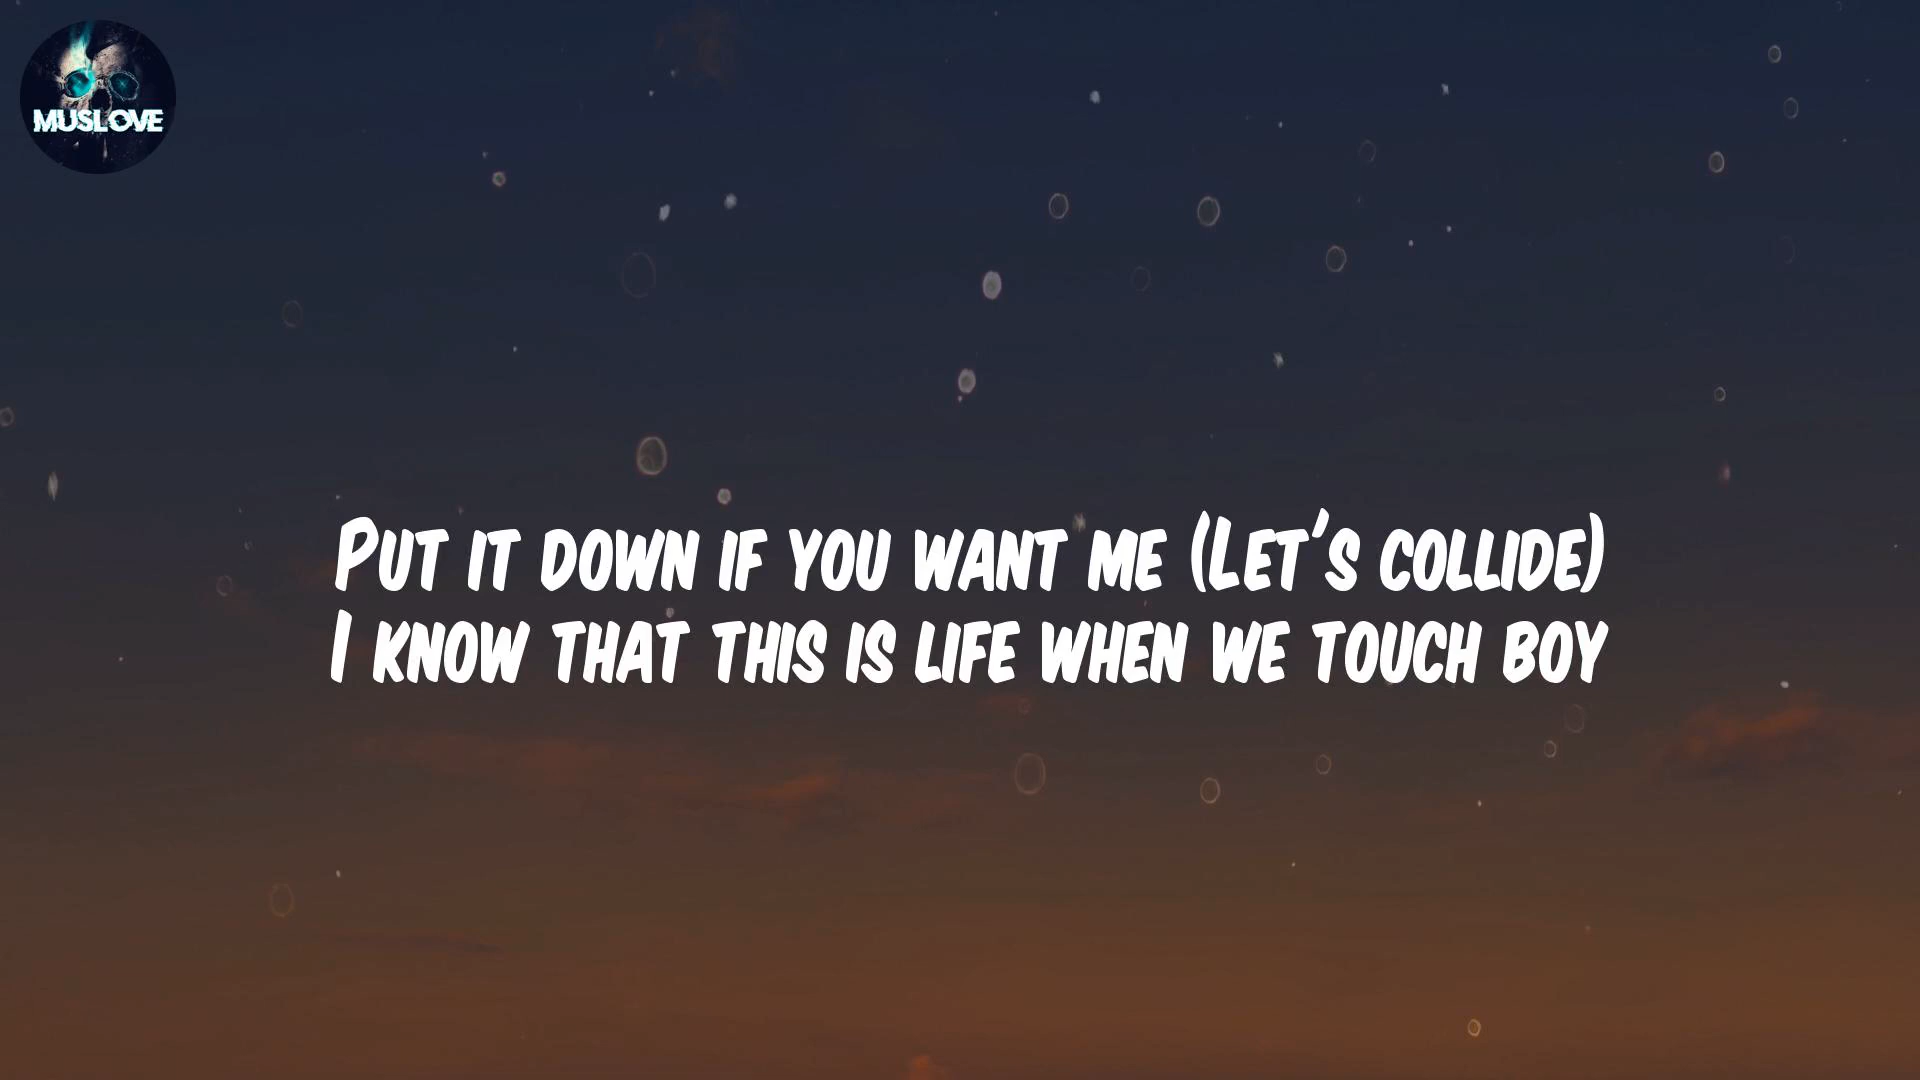 MUSLOVE
Put it down if you want me (Let's collide)
I know that this is life when we touch boy